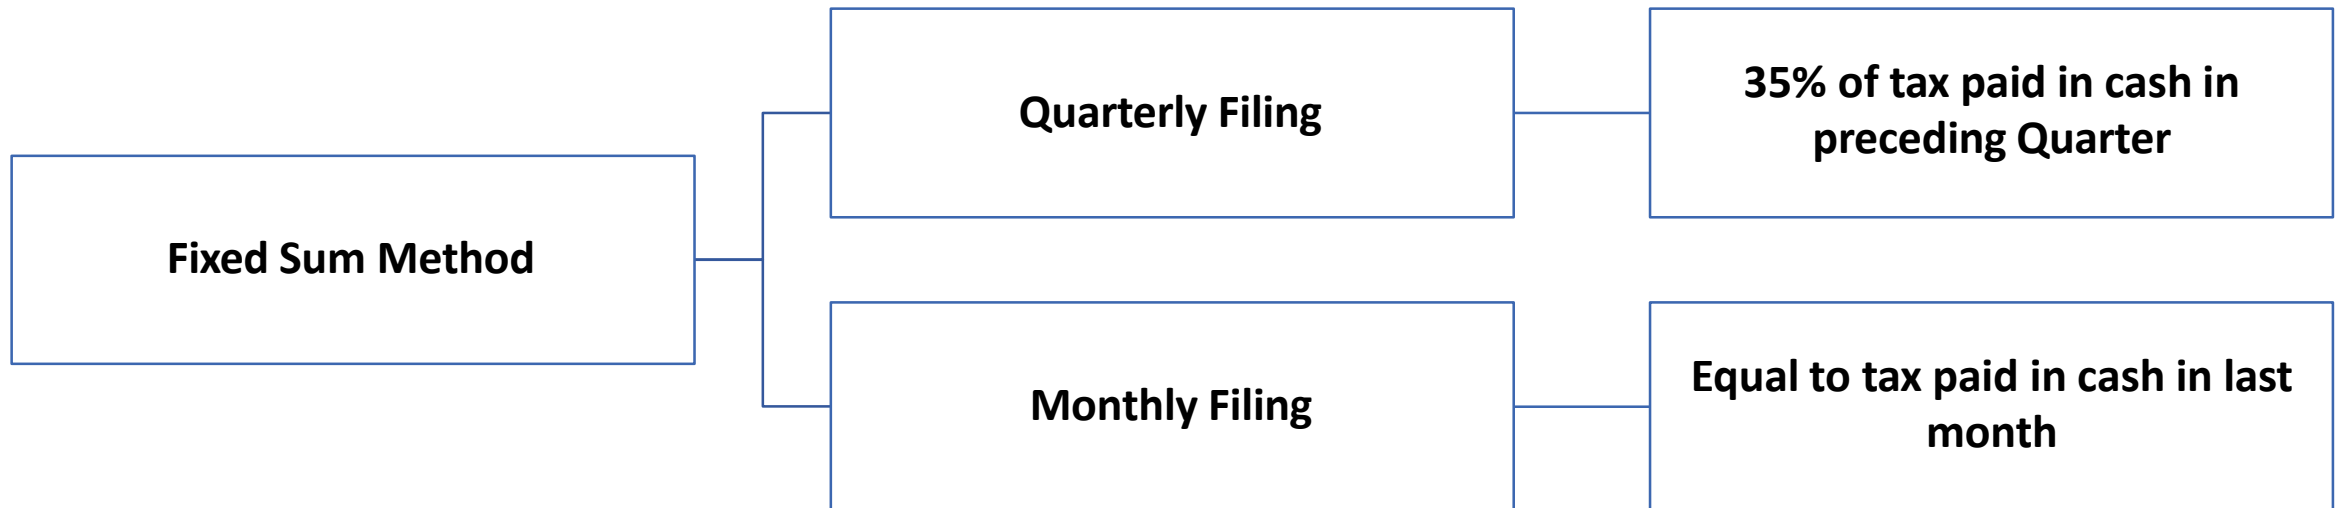 Fixed Sum Method
Quarterly Filing
35% of tax paid in cash in
preceding Quarter
Monthly Filing
Equal to tax paid in cash in last
month